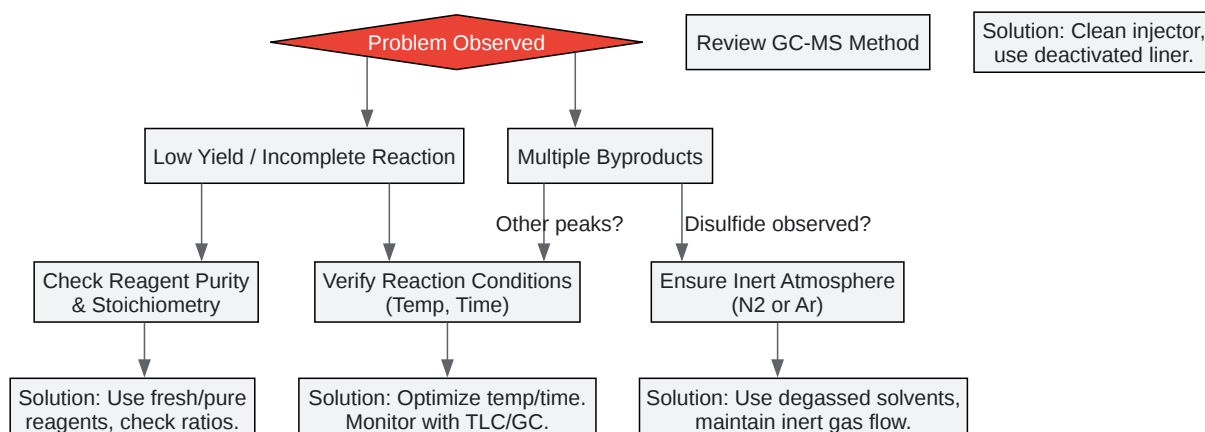 Problem Observed
Review GC-MS Method
Solution: Clean injector,
use deactivated liner.
Low Yield / Incomplete Reaction
Multiple Byproducts
Other peaks?
Disulfide observed?
Check Reagent Purity
& Stoichiometry
Verify Reaction Conditions
(Temp, Time)
Ensure Inert Atmosphere
(N2 or Ar)
Solution: Use fresh/pure
reagents, check ratios.
Solution: Optimize temp/time.
Monitor with TLC/GC.
Solution: Use degassed solvents,
maintain inert gas flow.